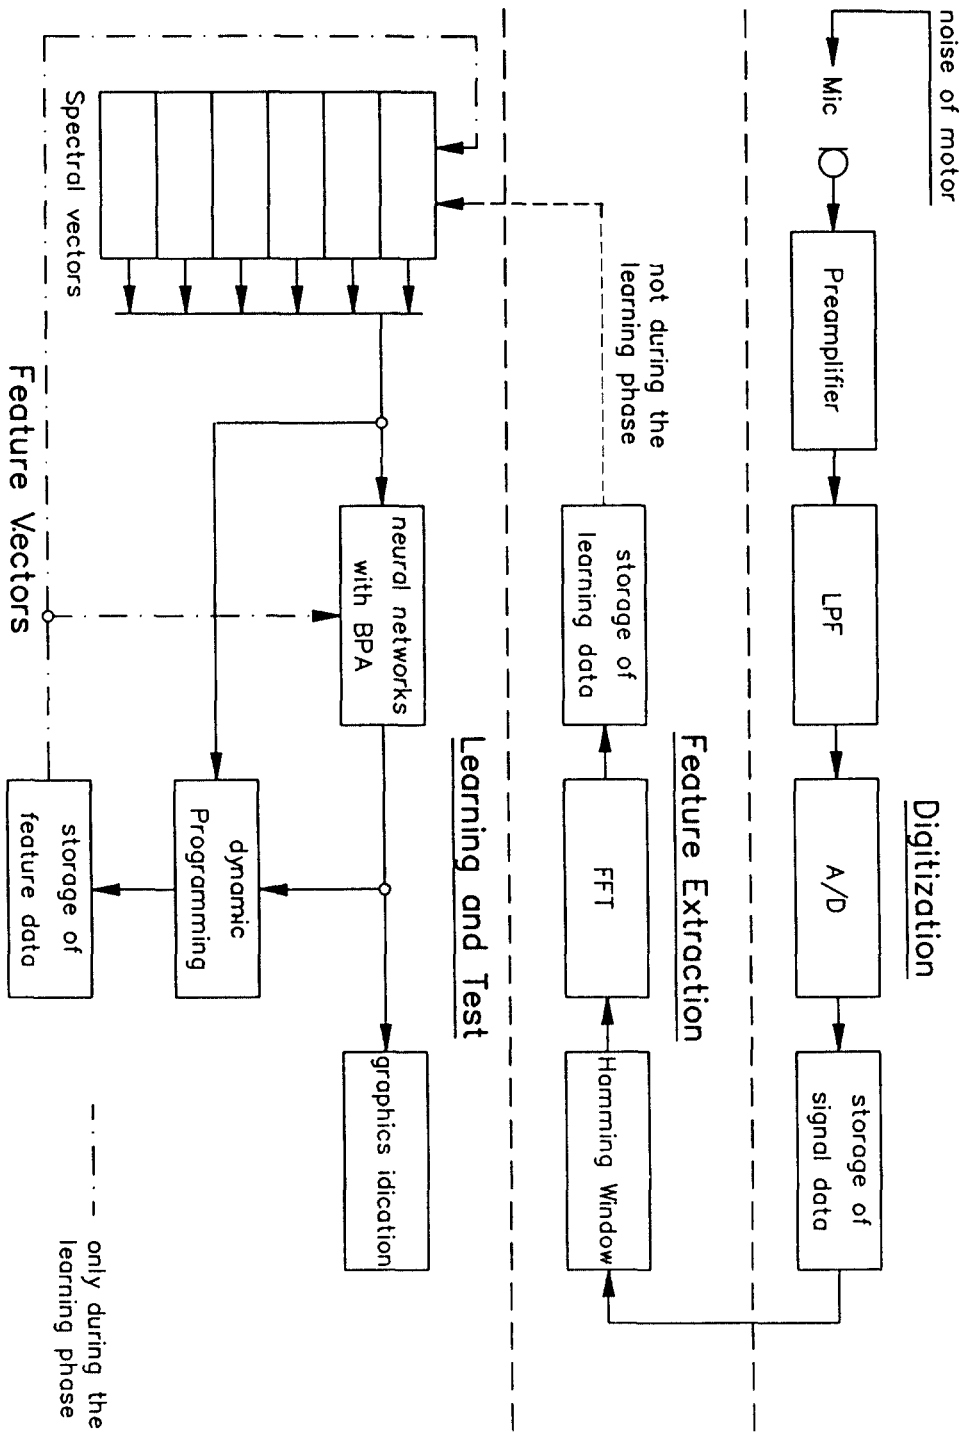 noise of motor
Mic
Preamplifier
LPF
A/D
storage of
signal data
Digitization
not during the
learning phase
storage of
learning data
FFT
Hamming Window
Feature Extraction
Learning and Test
Spectral vectors
neural networks
with BPA
graphics idication
dynamic
Programming
storage of
feature data
Feature Vectors
only during the
learning phase